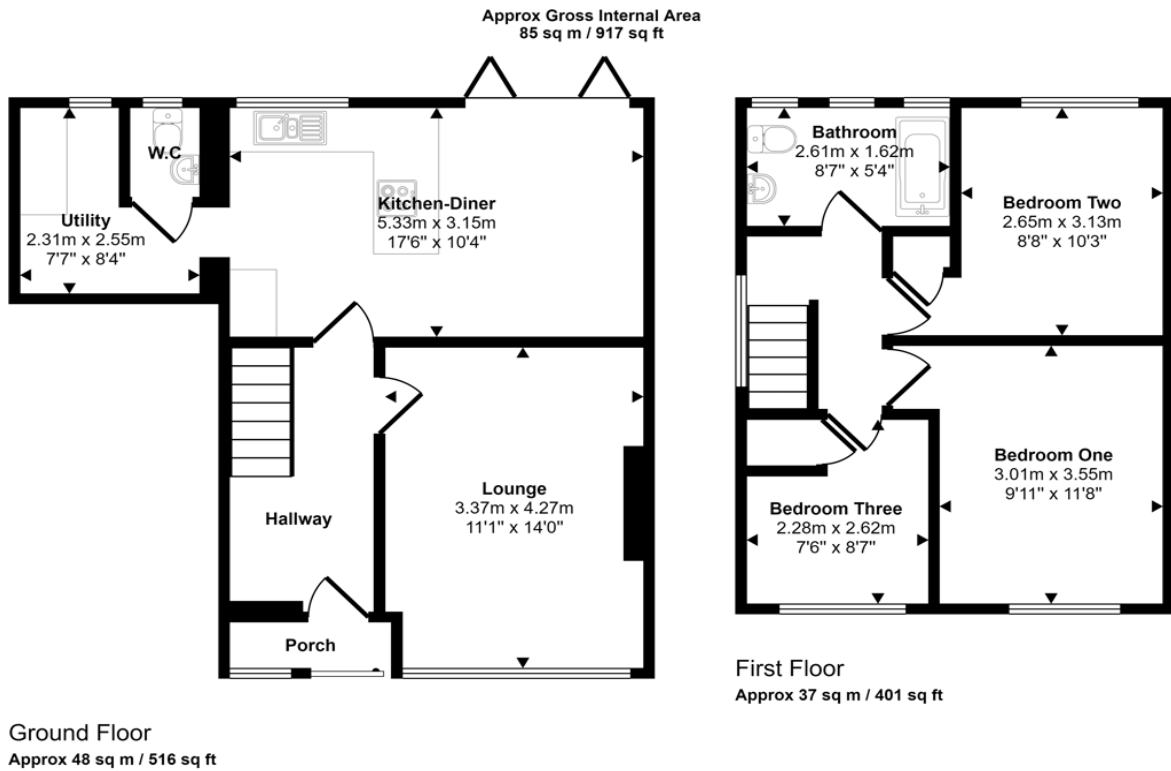 Approx Gross Internal Area
85 sq m / 917 sq ft
W.C
Utility
2.31m x 2.55m
7'7" x 8'4"
Kitchen-Diner
5.33m x 3.15m
17'6" x 10'4"
Hallway
Lounge
3.37m x 4.27m
11'1" x 14'0"
Porch
Ground Floor
Approx 48 sq m / 516 sq ft
Bathroom
2.61m x 1.62m
8'7" x 5'4"
Bedroom Two
2.65m x 3.13m
8'8" x 10'3"
Bedroom One
3.01m x 3.55m
9'11" x 11'8"
Bedroom Three
2.28m x 2.62m
7'6" x 8'7"
First Floor
Approx 37 sq m / 401 sq ft